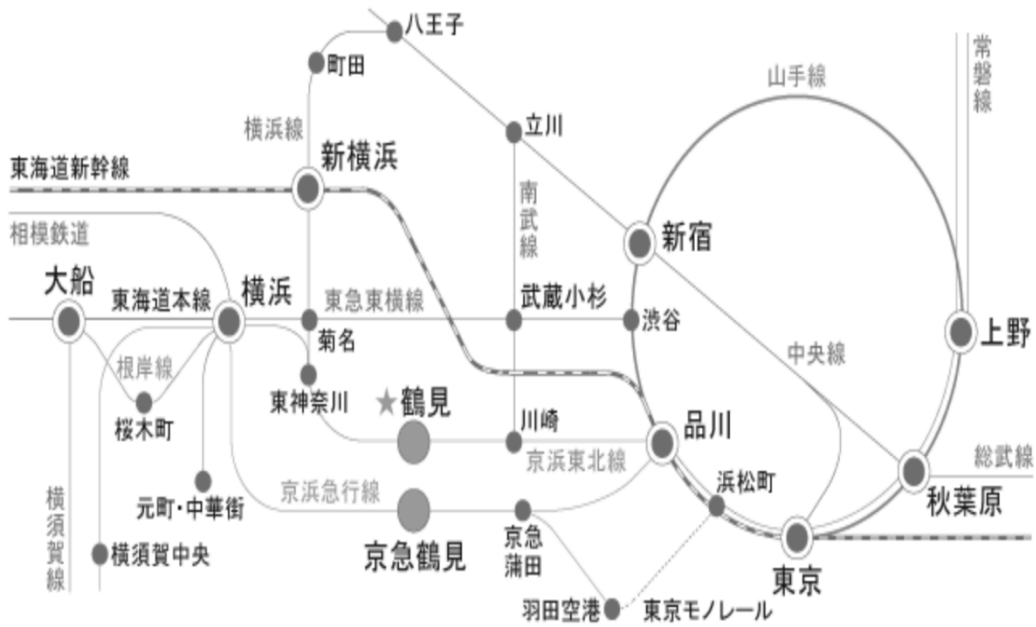 八王子
町田
山手線
常磐線
横浜線
立川
新横浜
東海道新幹線
南武線
相模鉄道
新宿
大船
東海道本線
横浜
東急東横線
武蔵小杉
渋谷
上野
菊名
中央線
根岸線
東神奈川
★鶴見
桜木町
川崎
品川
京浜東北線
総武線
浜松町
横須賀線
元町・中華街
京浜急行線
秋葉原
横須賀中央
京急鶴見
京急
蒲田
東京
羽田空港
東京モノレール